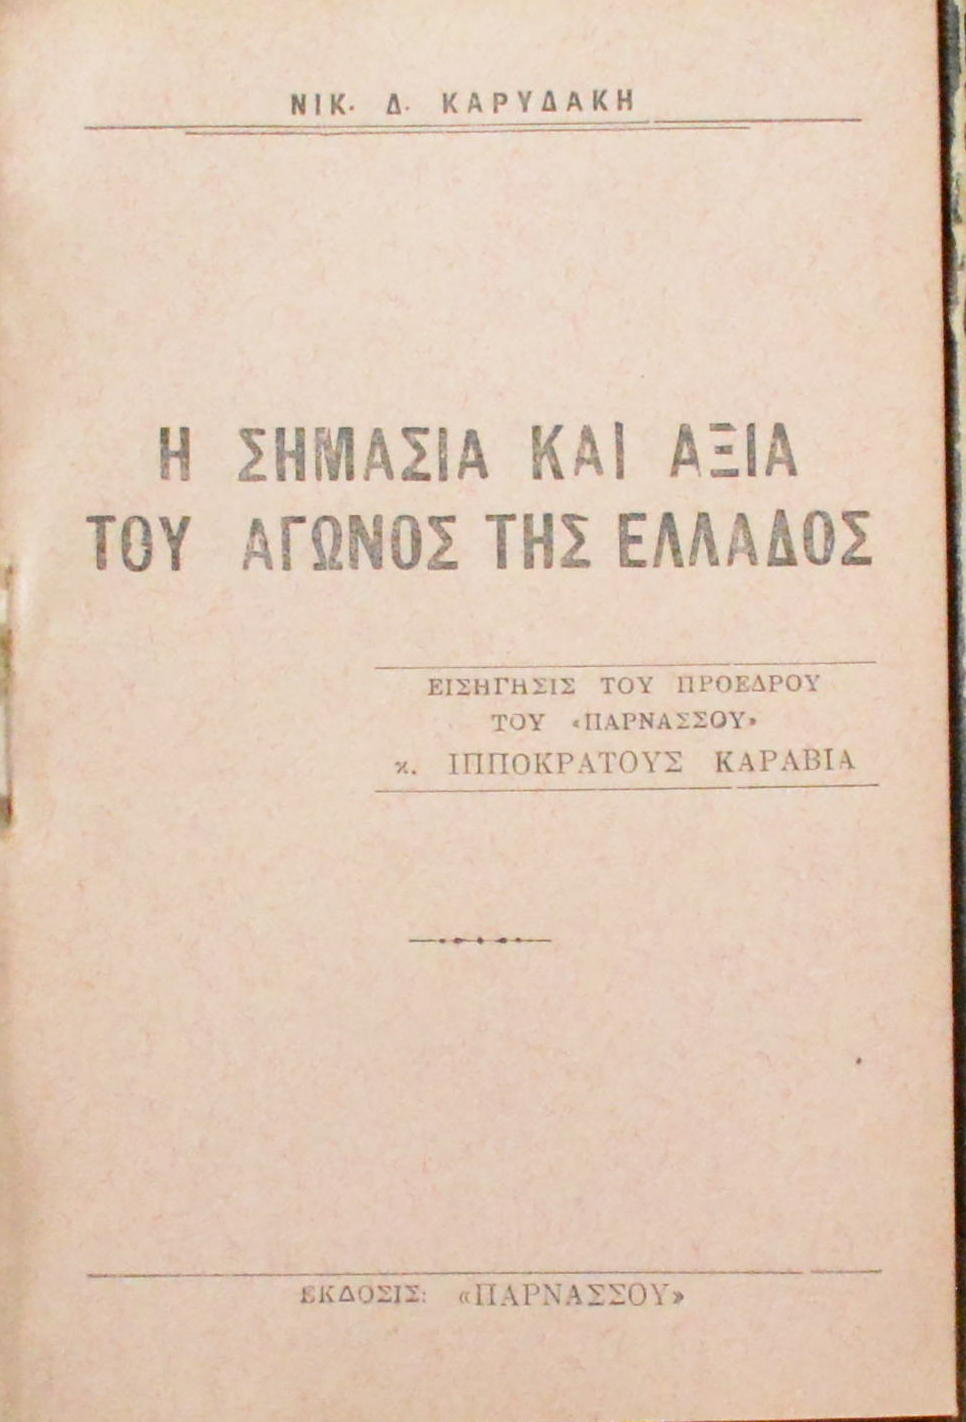 ΝΙΚ. Δ. ΚΑΡΥΔΑΚΗ
Η ΣΗΜΑΣΙΑ ΚΑΙ ΑΞΙΑ
ΤΟΥ ΑΓΩΝΟΣ ΤΗΣ ΕΛΛΑΔΟΣ
ΕΙΣΗΓΗΣΙΣ ΤΟΥ ΠΡΟΕΔΡΟΥ
ΤΟΥ «ΠΑΡΝΑΣΣΟΥ»
κ. ΙΠΠΟΚΡΑΤΟΥΣ ΚΑΡΑΒΙΑ
ΕΚΔΟΣΙΣ: «ΠΑΡΝΑΣΣΟΥ»